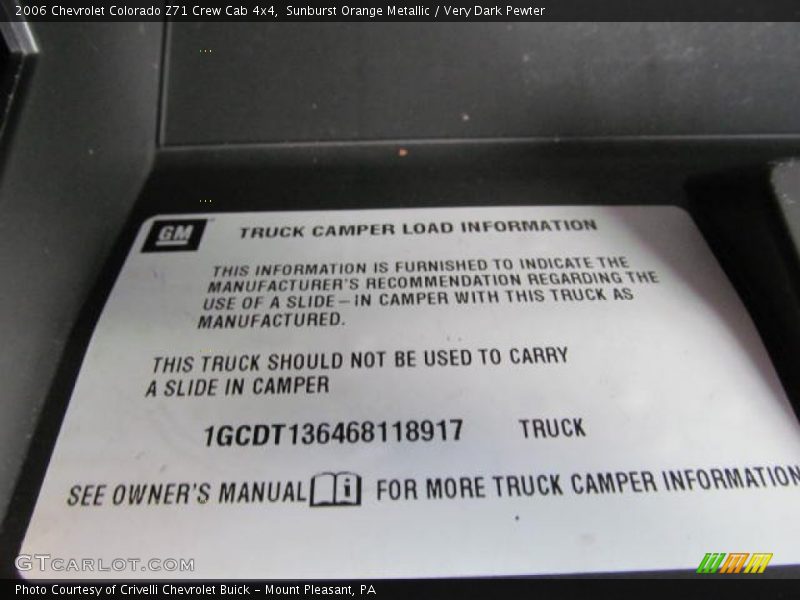 2006 Chevrolet Colorado Z71 Crew Cab 4x4, Sunburst Orange Metallic / Very Dark Pewter
GM TRUCK CAMPER LOAD INFORMATION
THIS INFORMATION IS FURNISHED TO INDICATE THE
MANUFACTURER'S RECOMMENDATION REGARDING THE
USE OF A SLIDE-IN CAMPER WITH THIS TRUCK AS
MANUFACTURED.
THIS TRUCK SHOULD NOT BE USED TO CARRY
A SLIDE IN CAMPER
1GCDT136468118917 TRUCK
SEE OWNER'S MANUAL i FOR MORE TRUCK CAMPER INFORMATION
GTCARLOT.COM
Photo Courtesy of Crivelli Chevrolet Buick - Mount Pleasant, PA